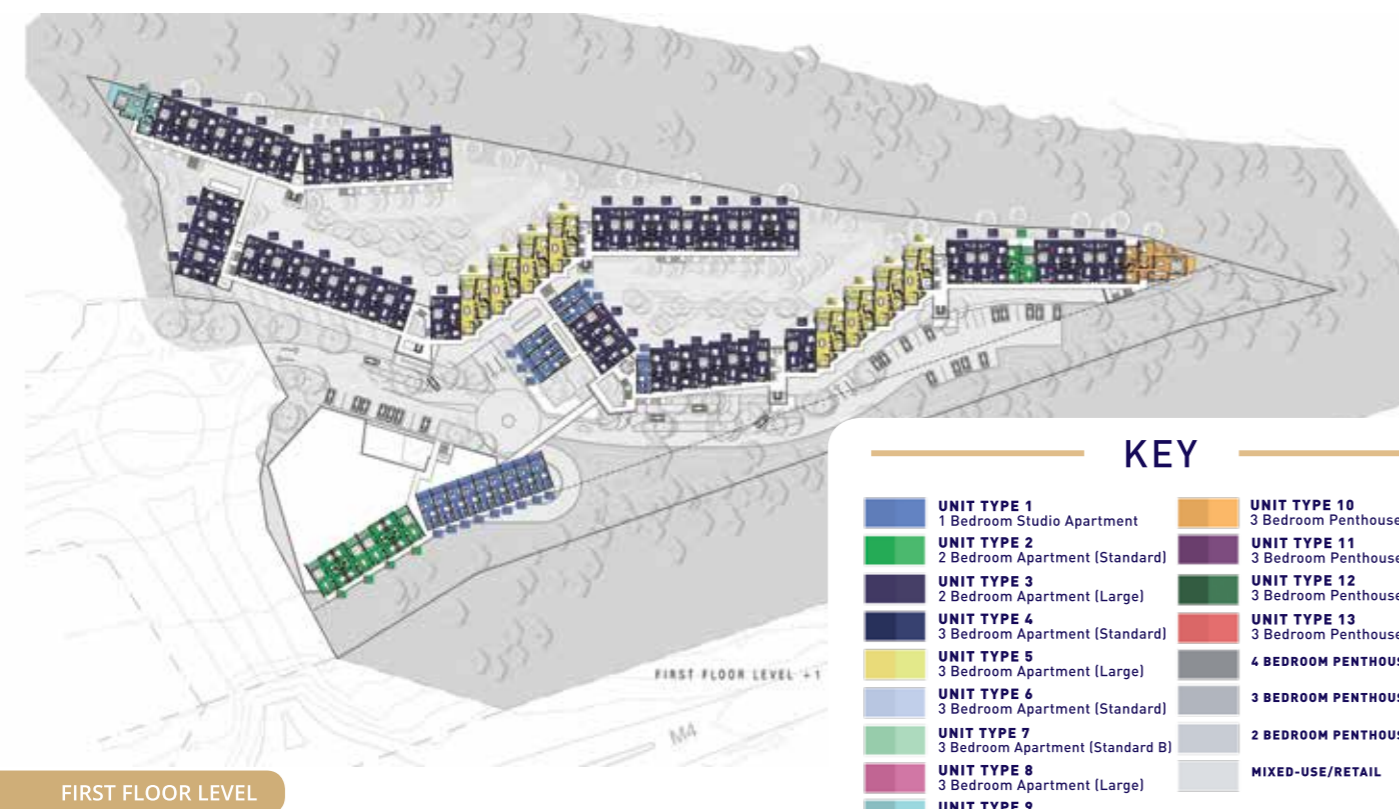 FIRST FLOOR LEVEL +1
M4
FIRST FLOOR LEVEL
KEY
UNIT TYPE 1
1 Bedroom Studio Apartment
UNIT TYPE 2
2 Bedroom Apartment (Standard)
UNIT TYPE 3
2 Bedroom Apartment (Large)
UNIT TYPE 4
3 Bedroom Apartment (Standard)
UNIT TYPE 5
3 Bedroom Apartment (Large)
UNIT TYPE 6
3 Bedroom Apartment (Standard)
UNIT TYPE 7
3 Bedroom Apartment (Standard B)
UNIT TYPE 8
3 Bedroom Apartment (Large)
UNIT TYPE 9
UNIT TYPE 10
3 Bedroom Penthouse
UNIT TYPE 11
3 Bedroom Penthouse
UNIT TYPE 12
3 Bedroom Penthouse
UNIT TYPE 13
3 Bedroom Penthouse
4 BEDROOM PENTHOUS
3 BEDROOM PENTHOUS
2 BEDROOM PENTHOUS
MIXED-USE/RETAIL